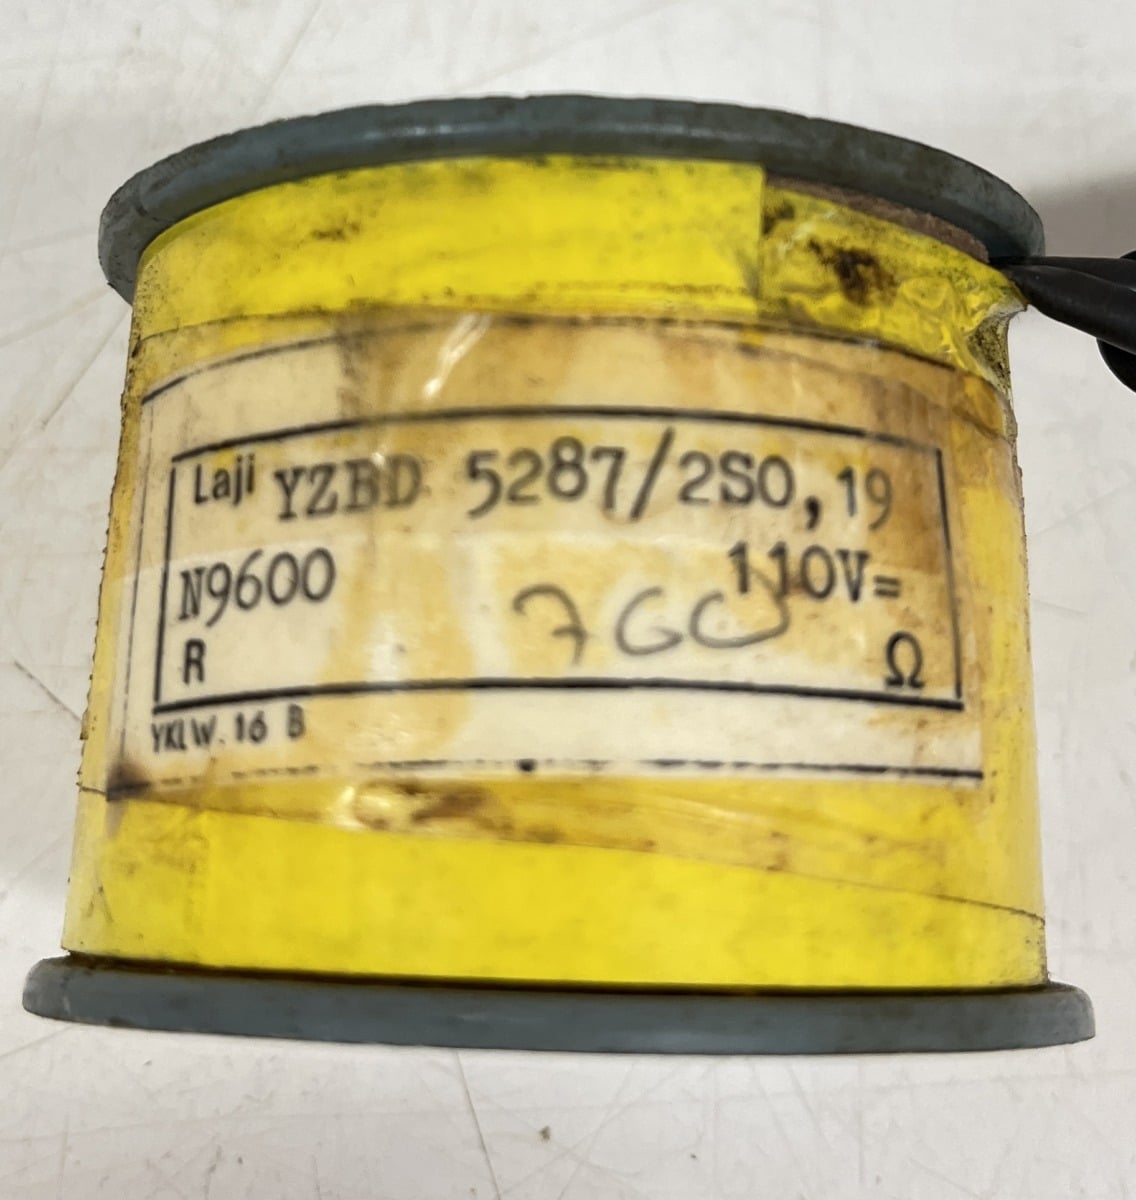 Laji YZBD 5287/2S0,19
N9600 110V=
R 760 Ω
YKLW. 16 B